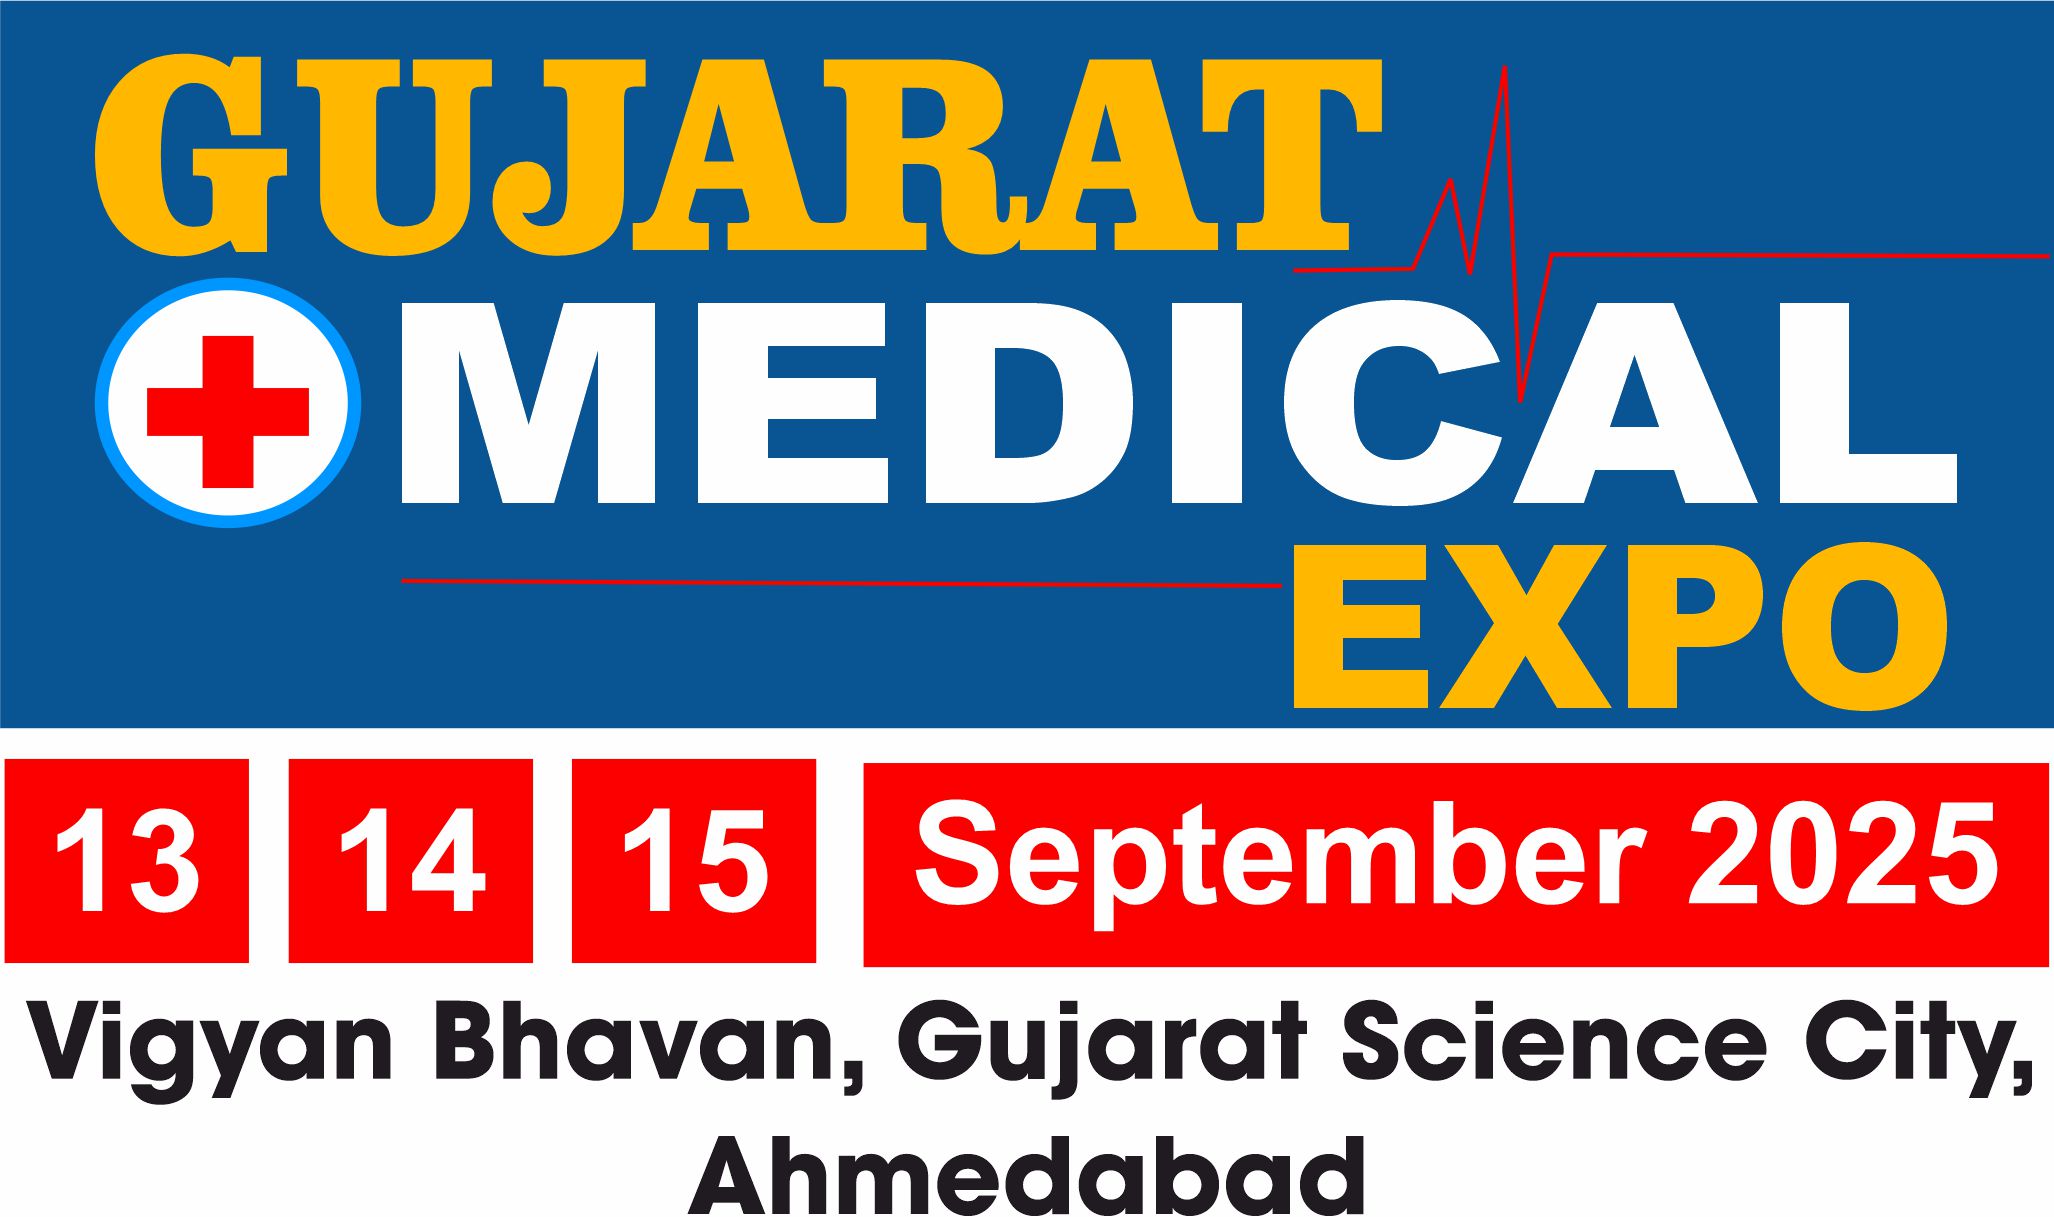 GUJARAT
MEDICAL
EXPO
13 14 15 September 2025
Vigyan Bhavan, Gujarat Science City,
Ahmedabad